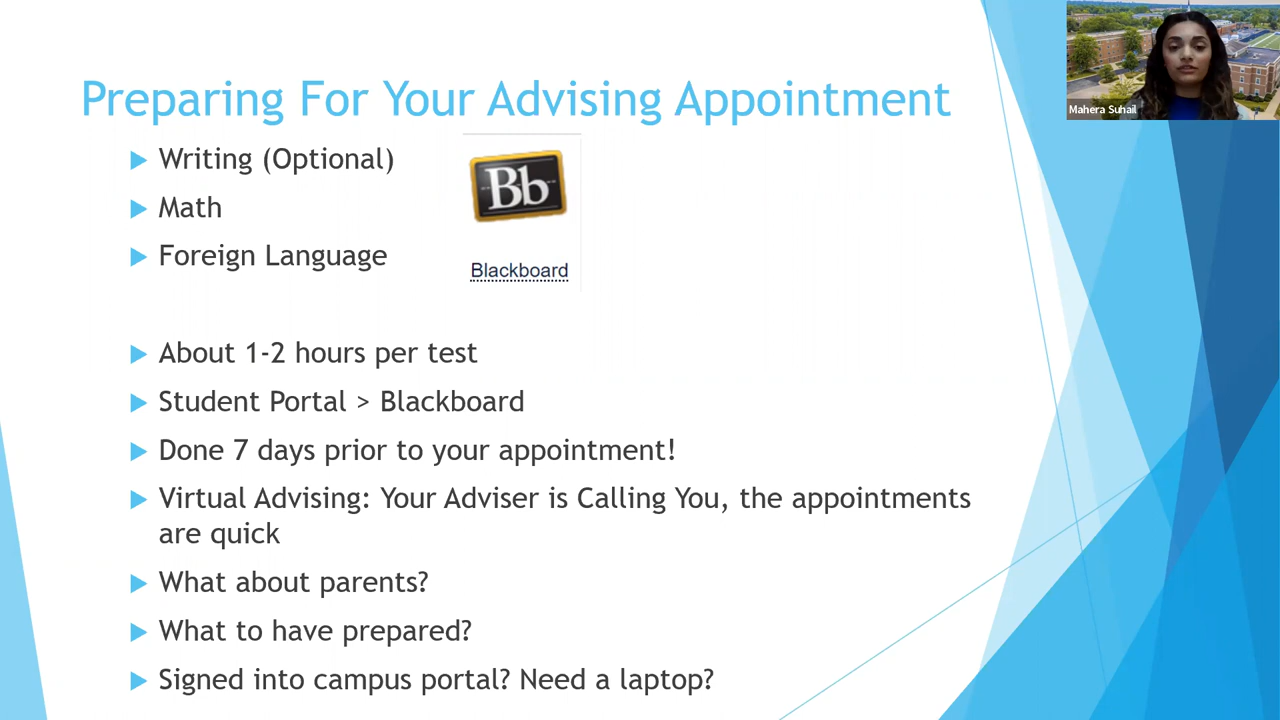 Preparing For Your Advising Appointment
Mahera Suhail
Writing (Optional)
Math
Foreign Language
Bb
Blackboard
About 1-2 hours per test
Student Portal > Blackboard
Done 7 days prior to your appointment!
Virtual Advising: Your Adviser is Calling You, the appointments
are quick
What about parents?
What to have prepared?
Signed into campus portal? Need a laptop?